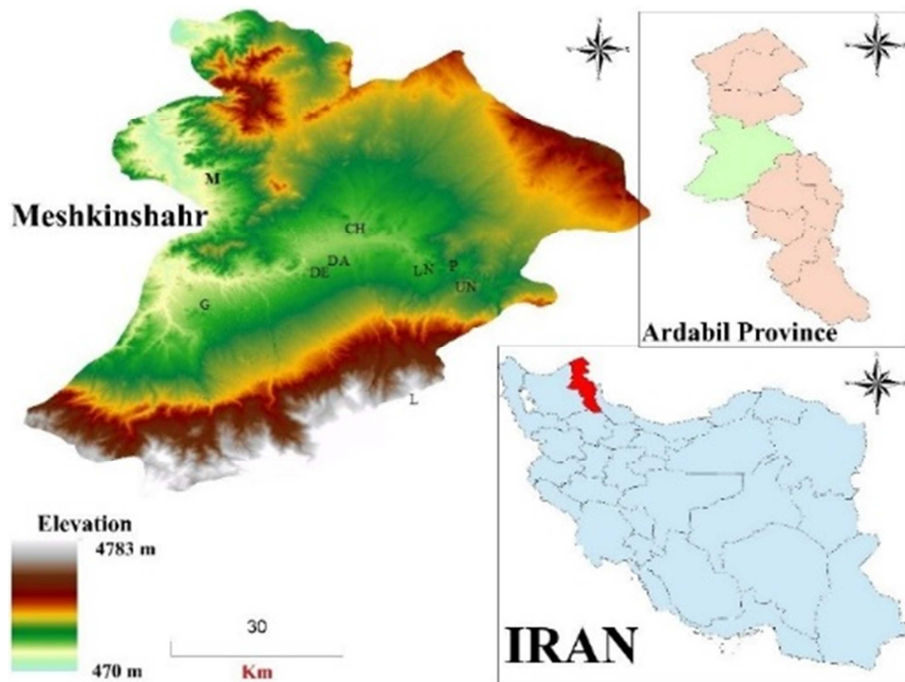 M
Meshkinshahr
CH
DA
DE
LN
P
UN
G
L
Elevation
4783 m
470 m
30
Km
Ardabil Province
IRAN